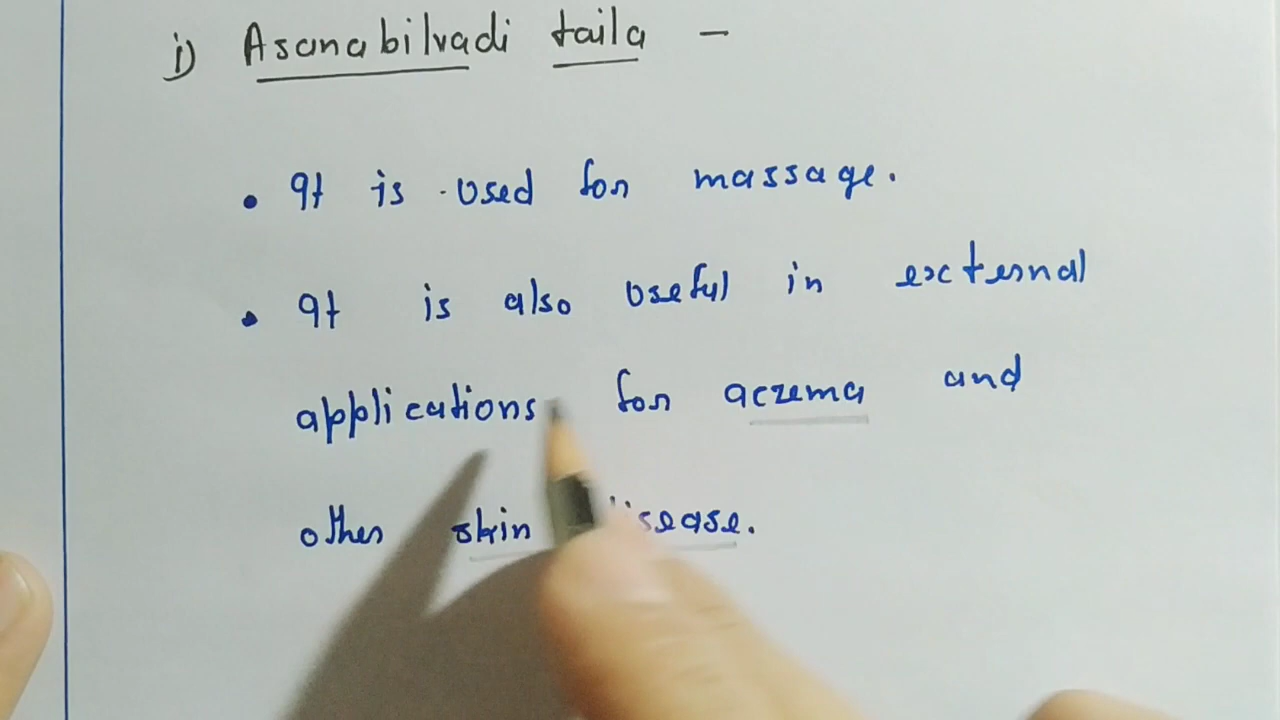 i) Asanabilvadi taila -
• It is used for massage.
• It is also useful in external
applications for aczema and
other skin disease.